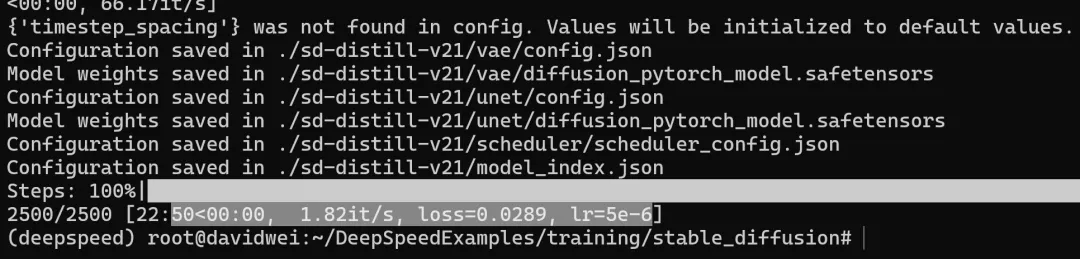 <00:00, 66.17it/s]
{'timestep_spacing'} was not found in config. Values will be initialized to default values.
Configuration saved in ./sd-distill-v21/vae/config.json
Model weights saved in ./sd-distill-v21/vae/diffusion_pytorch_model.safetensors
Configuration saved in ./sd-distill-v21/unet/config.json
Model weights saved in ./sd-distill-v21/unet/diffusion_pytorch_model.safetensors
Configuration saved in ./sd-distill-v21/scheduler/scheduler_config.json
Configuration saved in ./sd-distill-v21/model_index.json
Steps: 100%|
2500/2500 [22:50<00:00,  1.82it/s, loss=0.0289, lr=5e-6]
(deepspeed) root@davidwei:~/DeepSpeedExamples/training/stable_diffusion#